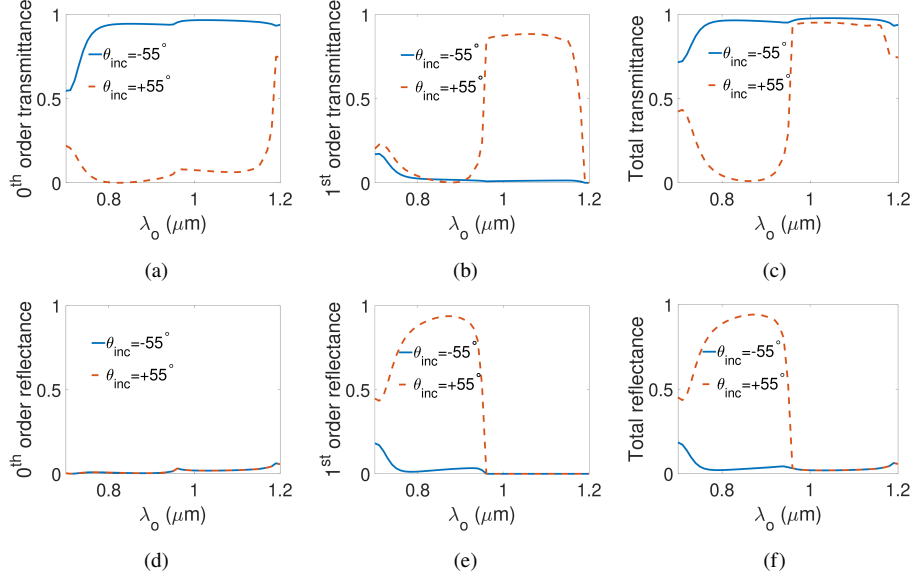 0th order transmittance
1
0.5
0
θinc=-55°
θinc=+55°
0.8
1
1.2
λo (μm)
(a)
1st order transmittance
1
0.5
0
θinc=-55°
θinc=+55°
0.8
1
1.2
λo (μm)
(b)
Total transmittance
1
0.5
0
θinc=-55°
θinc=+55°
0.8
1
1.2
λo (μm)
(c)
0th order reflectance
1
0.5
0
θinc=-55°
θinc=+55°
0.8
1
1.2
λo (μm)
(d)
1st order reflectance
1
0.5
0
θinc=-55°
θinc=+55°
0.8
1
1.2
λo (μm)
(e)
Total reflectance
1
0.5
0
θinc=-55°
θinc=+55°
0.8
1
1.2
λo (μm)
(f)